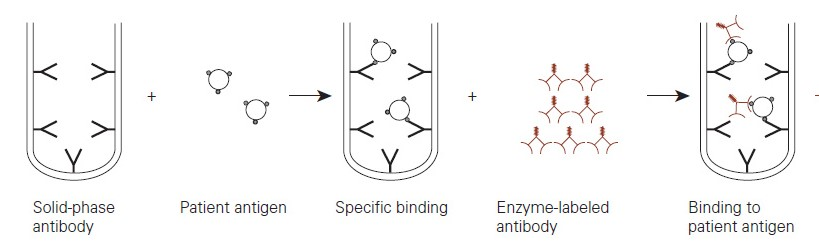 +
+
Solid-phase
antibody
Patient antigen
Specific binding
Enzyme-labeled
antibody
Binding to
patient antigen